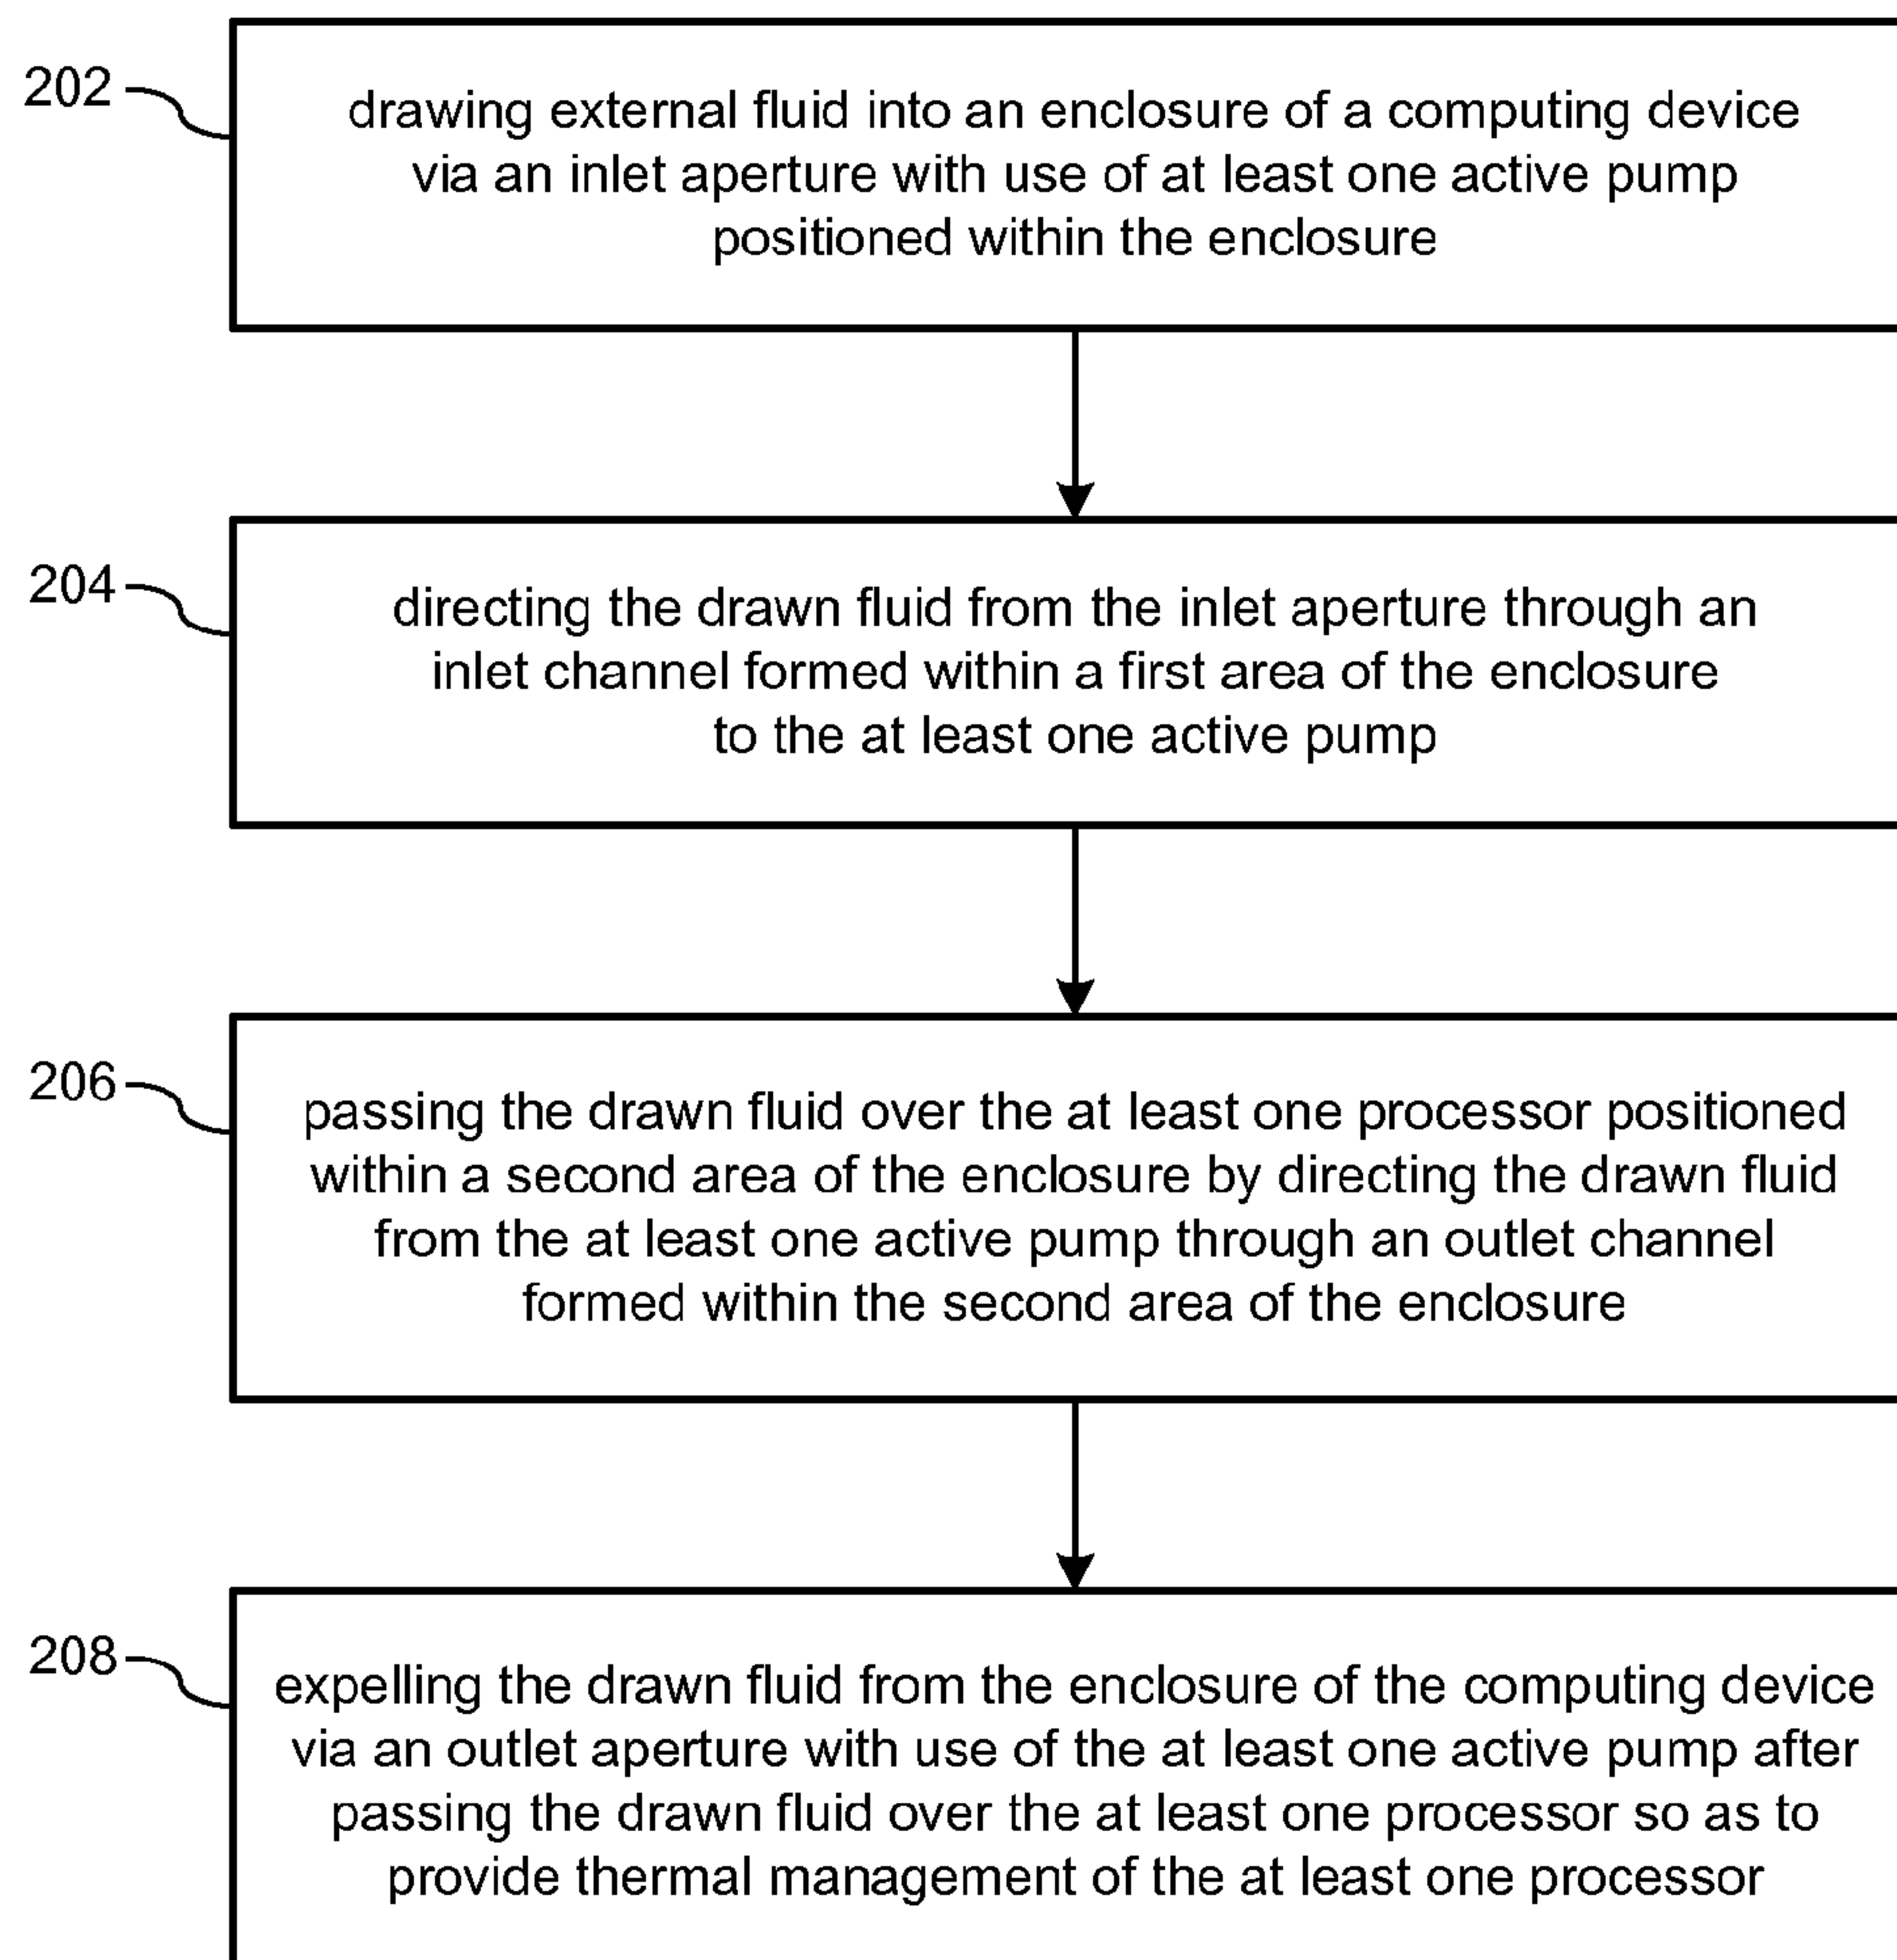 202
drawing external fluid into an enclosure of a computing device
via an inlet aperture with use of at least one active pump
positioned within the enclosure
204
directing the drawn fluid from the inlet aperture through an
inlet channel formed within a first area of the enclosure
to the at least one active pump
206
passing the drawn fluid over the at least one processor positioned
within a second area of the enclosure by directing the drawn fluid
from the at least one active pump through an outlet channel
formed within the second area of the enclosure
208
expelling the drawn fluid from the enclosure of the computing device
via an outlet aperture with use of the at least one active pump after
passing the drawn fluid over the at least one processor so as to
provide thermal management of the at least one processor